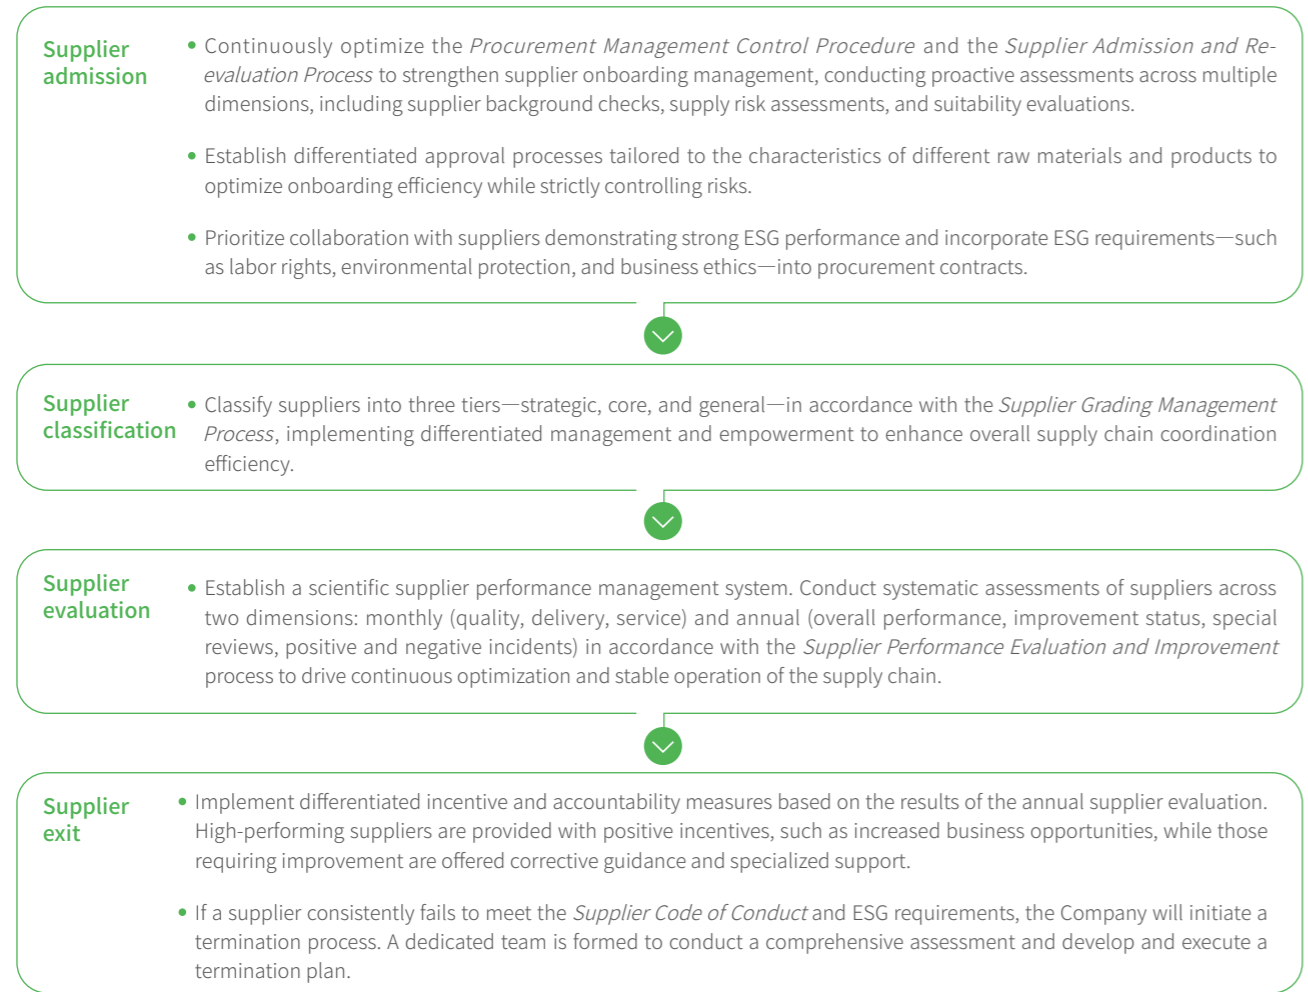 Supplier
admission
• Continuously optimize the Procurement Management Control Procedure and the Supplier Admission and Re-
evaluation Process to strengthen supplier onboarding management, conducting proactive assessments across multiple
dimensions, including supplier background checks, supply risk assessments, and suitability evaluations.
• Establish differentiated approval processes tailored to the characteristics of different raw materials and products to
optimize onboarding efficiency while strictly controlling risks.
• Prioritize collaboration with suppliers demonstrating strong ESG performance and incorporate ESG requirements—such
as labor rights, environmental protection, and business ethics—into procurement contracts.
Supplier
classification
• Classify suppliers into three tiers—strategic, core, and general—in accordance with the Supplier Grading Management
Process, implementing differentiated management and empowerment to enhance overall supply chain coordination
efficiency.
Supplier
evaluation
• Establish a scientific supplier performance management system. Conduct systematic assessments of suppliers across
two dimensions: monthly (quality, delivery, service) and annual (overall performance, improvement status, special
reviews, positive and negative incidents) in accordance with the Supplier Performance Evaluation and Improvement
process to drive continuous optimization and stable operation of the supply chain.
Supplier
exit
• Implement differentiated incentive and accountability measures based on the results of the annual supplier evaluation.
High-performing suppliers are provided with positive incentives, such as increased business opportunities, while those
requiring improvement are offered corrective guidance and specialized support.
• If a supplier consistently fails to meet the Supplier Code of Conduct and ESG requirements, the Company will initiate a
termination process. A dedicated team is formed to conduct a comprehensive assessment and develop and execute a
termination plan.